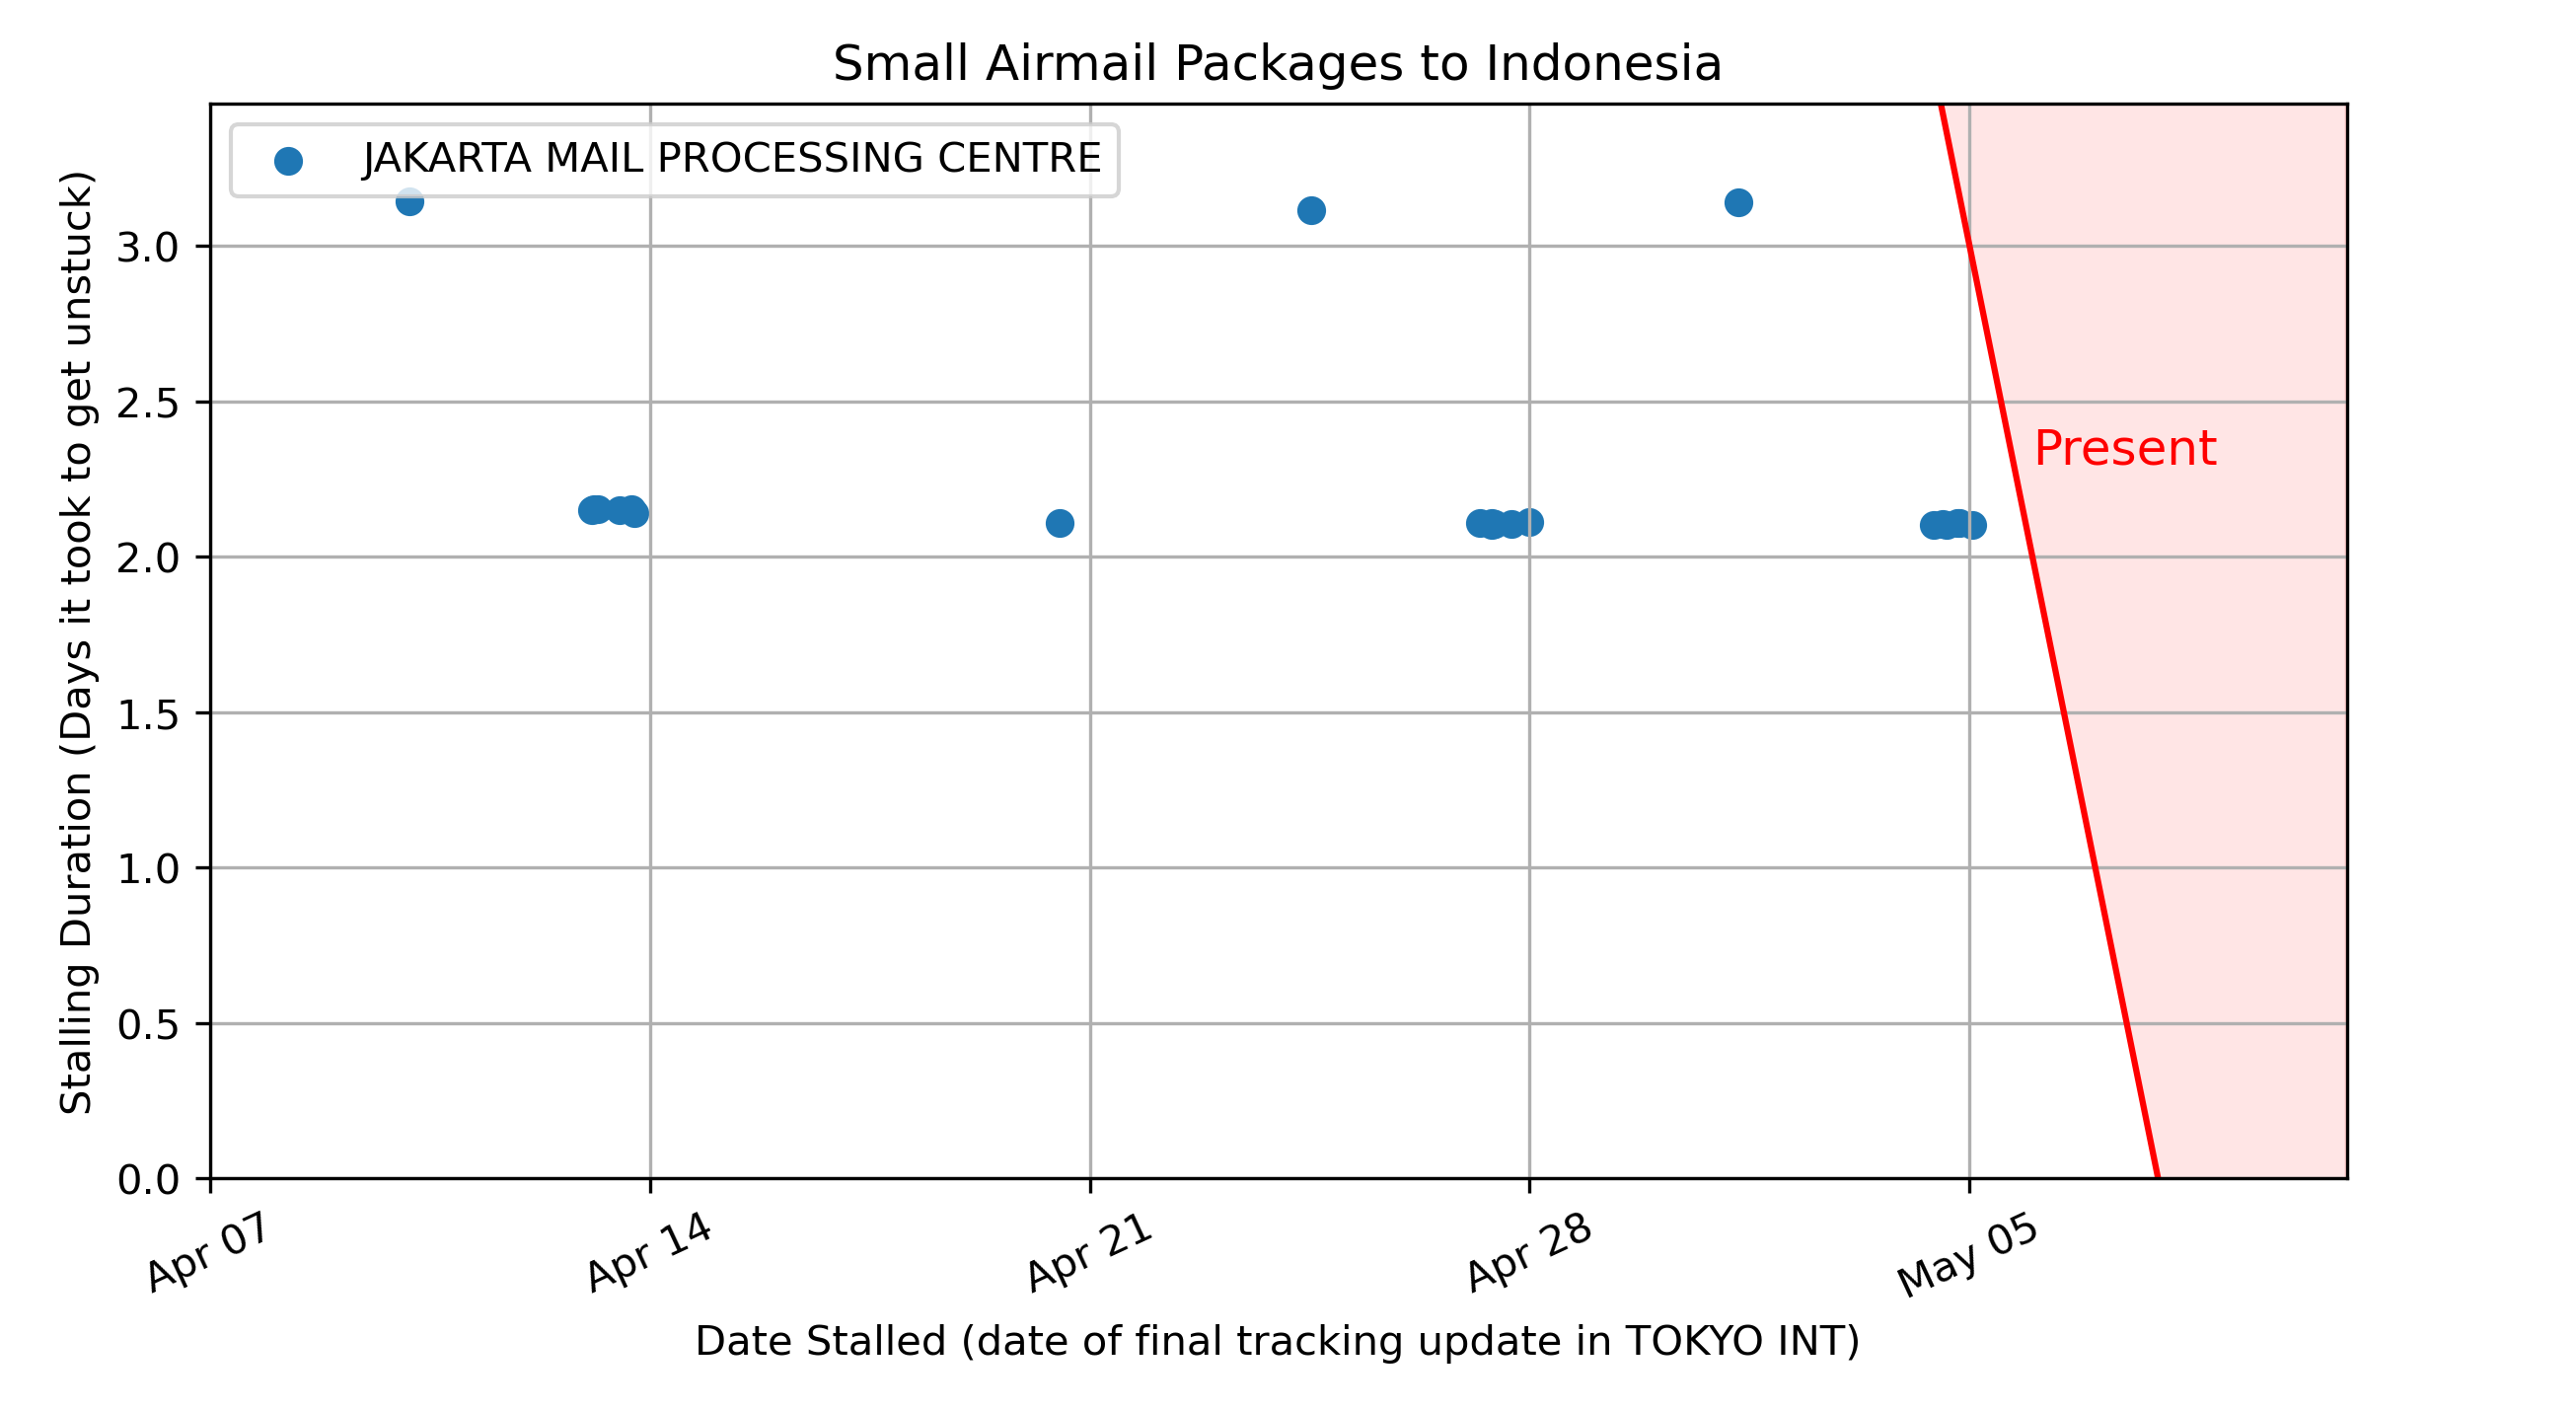 Small Airmail Packages to Indonesia
JAKARTA MAIL PROCESSING CENTRE
Stalling Duration (Days it took to get unstuck)
3.0
2.5
2.0
1.5
1.0
0.5
0.0
Present
Apr 07
Apr 14
Apr 21
Apr 28
May 05
Date Stalled (date of final tracking update in TOKYO INT)